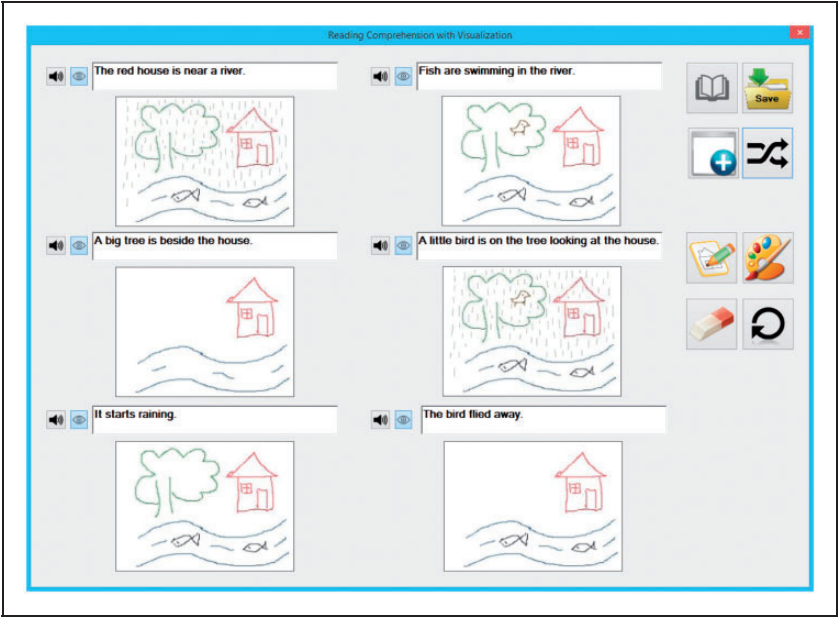 Reading Comprehension with Visualization
The red house is near a river.
Fish are swimming in the river.
Save
A big tree is beside the house.
A little bird is on the tree looking at the house.
It starts raining.
The bird flied away.